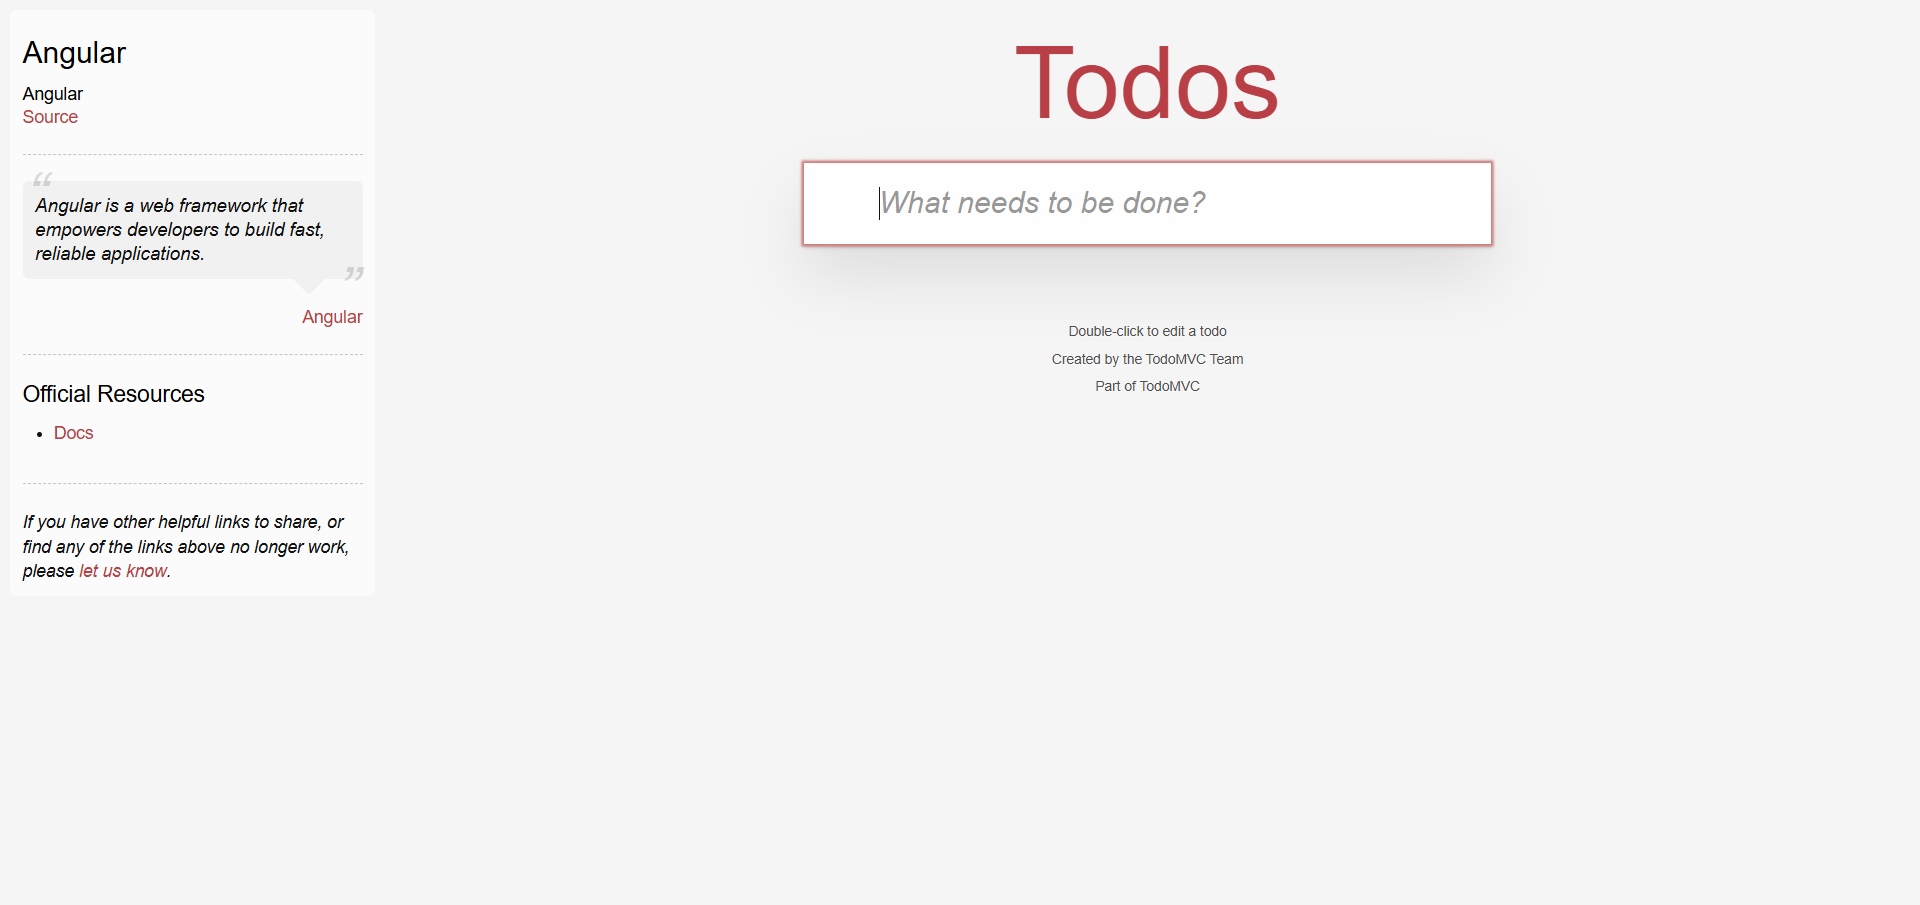 Angular
Angular
Source
“
Angular is a web framework that
empowers developers to build fast,
reliable applications.
”
Angular
Official Resources
• Docs
If you have other helpful links to share, or
find any of the links above no longer work,
please let us know.
Todos
What needs to be done?
Double-click to edit a todo
Created by the TodoMVC Team
Part of TodoMVC